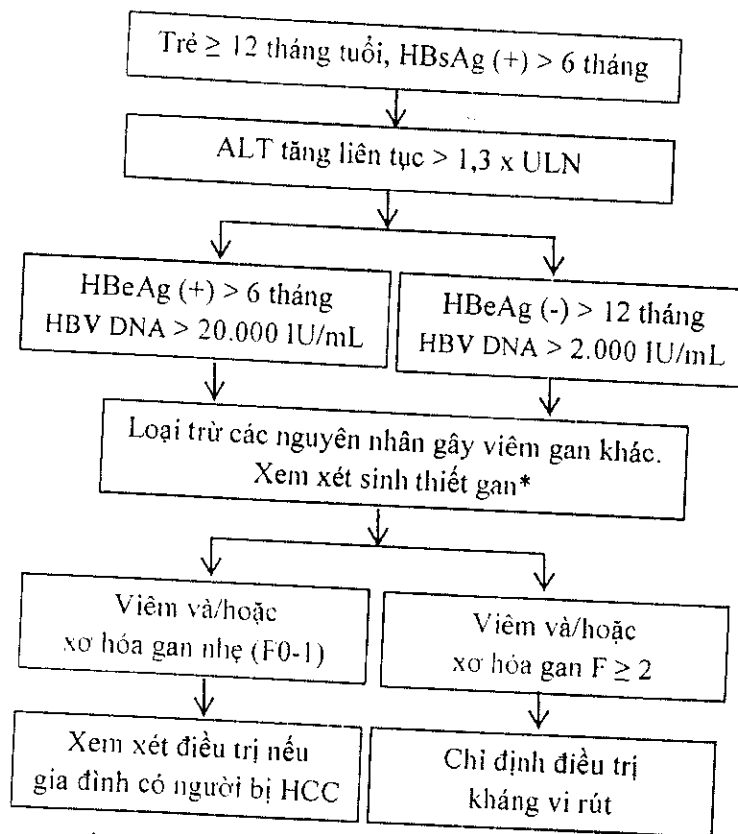 Trẻ ≥ 12 tháng tuổi, HBsAg (+) > 6 tháng
ALT tăng liên tục > 1,3 x ULN
HBeAg (+) > 6 tháng
HBV DNA > 20.000 IU/mL
HBeAg (-) > 12 tháng
HBV DNA > 2.000 IU/mL
Loại trừ các nguyên nhân gây viêm gan khác.
Xem xét sinh thiết gan*
Viêm và/hoặc
xơ hóa gan nhẹ (F0-1)
Viêm và/hoặc
xơ hóa gan F ≥ 2
Xem xét điều trị nếu
gia đình có người bị HCC
Chỉ định điều trị
kháng vi rút